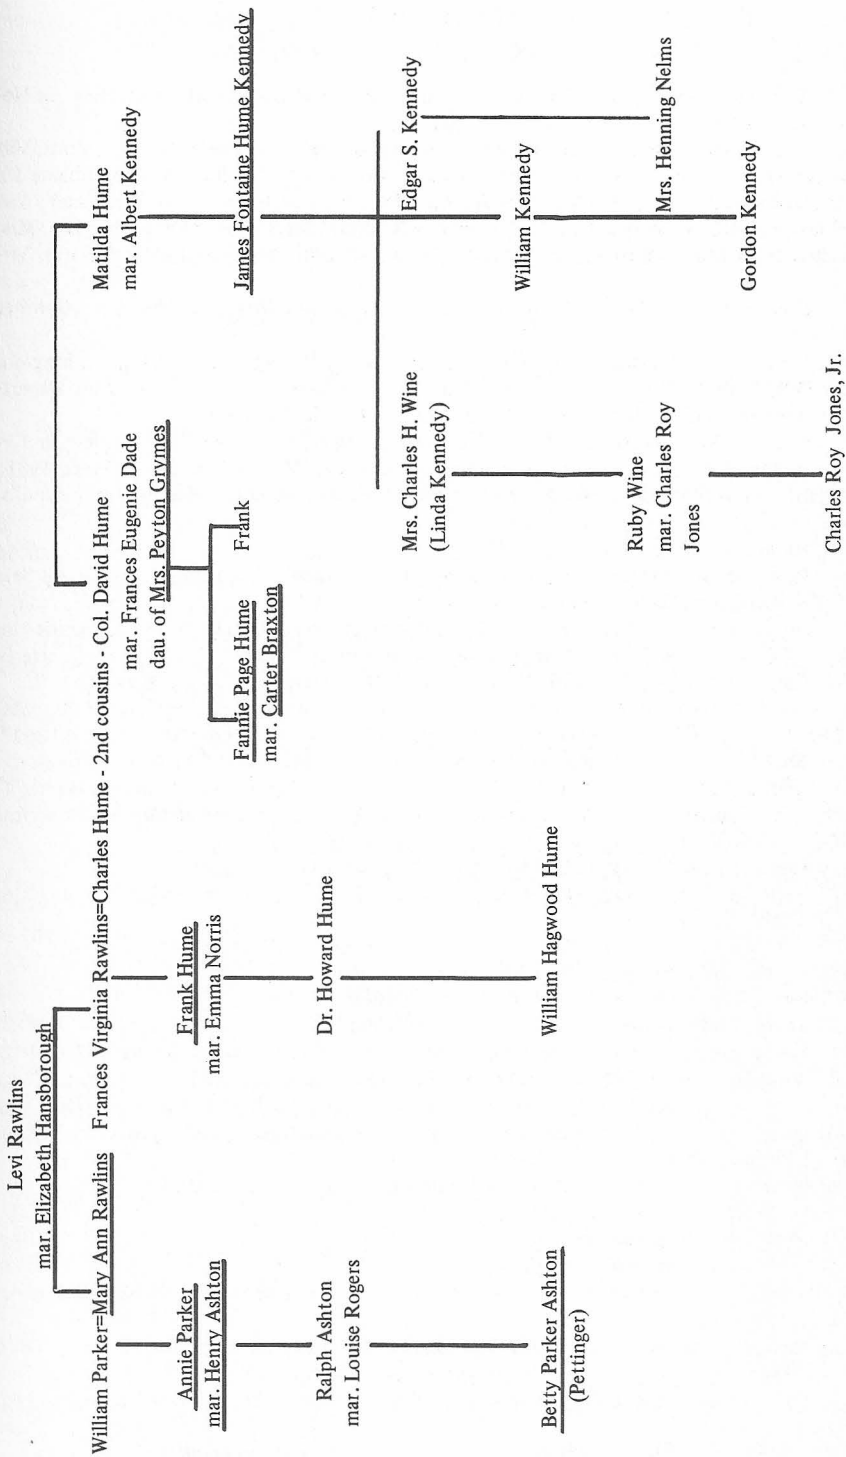 Levi Rawlins
mar. Elizabeth Hansborough
William Parker=Mary Ann Rawlins
Frances Virginia Rawlins=Charles Hume - 2nd cousins - Col. David Hume
mar. Frances Eugenie Dade
dau. of Mrs. Peyton Grymes
Matilda Hume
mar. Albert Kennedy
Annie Parker
mar. Henry Ashton
Frank Hume
mar. Emma Norris
Fannie Page Hume
mar. Carter Braxton
Frank
James Fontaine Hume Kennedy
Ralph Ashton
mar. Louise Rogers
Dr. Howard Hume
Mrs. Charles H. Wine
(Linda Kennedy)
Edgar S. Kennedy
William Kennedy
Betty Parker Ashton
(Pettinger)
William Hagwood Hume
Ruby Wine
mar. Charles Roy
Jones
Mrs. Henning Nelms
Gordon Kennedy
Charles Roy Jones, Jr.